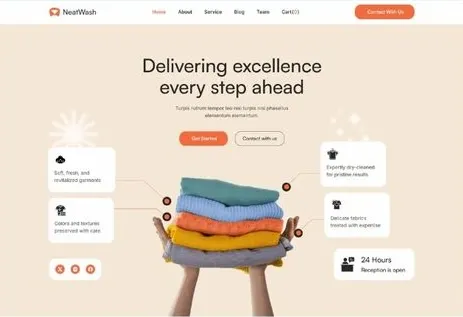 NeatWash
Home About Service Blog Team Cart(0)
Contact With Us
Delivering excellence
every step ahead
Turpis rutrum tempor leo nisl turpis nisl phasellus
elementum elementum.
Get Started
Contact with us
Soft, fresh, and
revitalized garments
Expertly dry-cleaned
for pristine results
Colors and textures
preserved with care
Delicate fabrics
treated with expertise
24 Hours
Reception is open